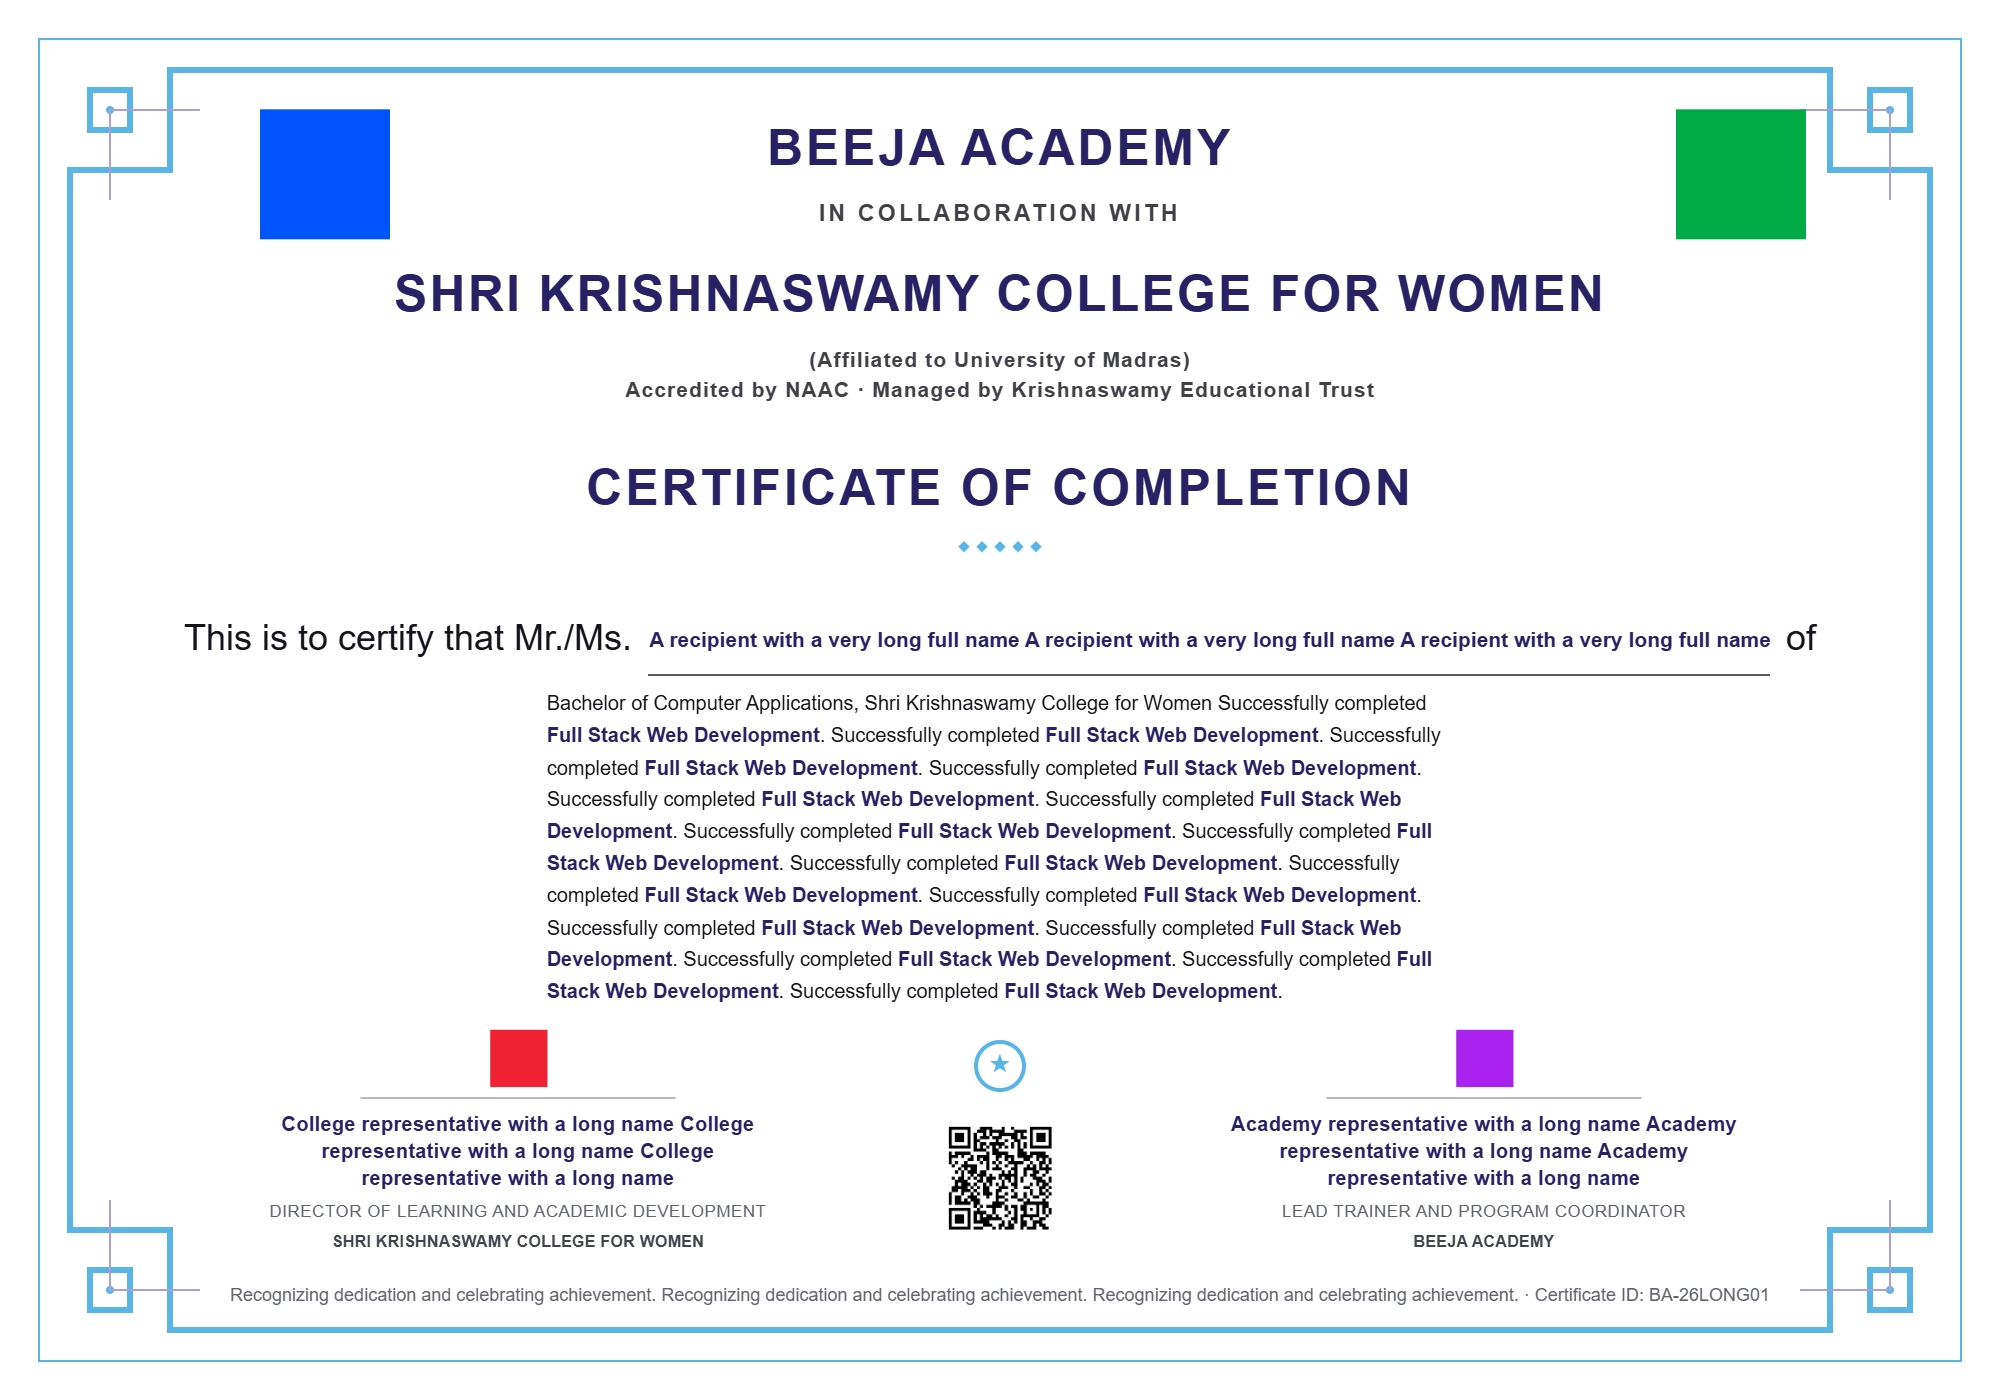 BEEJA ACADEMY
IN COLLABORATION WITH
SHRI KRISHNASWAMY COLLEGE FOR WOMEN
(Affiliated to University of Madras)
Accredited by NAAC · Managed by Krishnaswamy Educational Trust
CERTIFICATE OF COMPLETION
This is to certify that Mr./Ms. A recipient with a very long full name A recipient with a very long full name A recipient with a very long full name of
Bachelor of Computer Applications, Shri Krishnaswamy College for Women Successfully completed
Full Stack Web Development. Successfully completed Full Stack Web Development. Successfully
completed Full Stack Web Development. Successfully completed Full Stack Web Development.
Successfully completed Full Stack Web Development. Successfully completed Full Stack Web
Development. Successfully completed Full Stack Web Development. Successfully completed Full
Stack Web Development. Successfully completed Full Stack Web Development. Successfully
completed Full Stack Web Development. Successfully completed Full Stack Web Development.
Successfully completed Full Stack Web Development. Successfully completed Full Stack Web
Development. Successfully completed Full Stack Web Development. Successfully completed Full
Stack Web Development. Successfully completed Full Stack Web Development.
College representative with a long name College
representative with a long name College
representative with a long name
DIRECTOR OF LEARNING AND ACADEMIC DEVELOPMENT
SHRI KRISHNASWAMY COLLEGE FOR WOMEN
Academy representative with a long name Academy
representative with a long name Academy
representative with a long name
LEAD TRAINER AND PROGRAM COORDINATOR
BEEJA ACADEMY
Recognizing dedication and celebrating achievement. Recognizing dedication and celebrating achievement. Recognizing dedication and celebrating achievement. · Certificate ID: BA-26LONG01